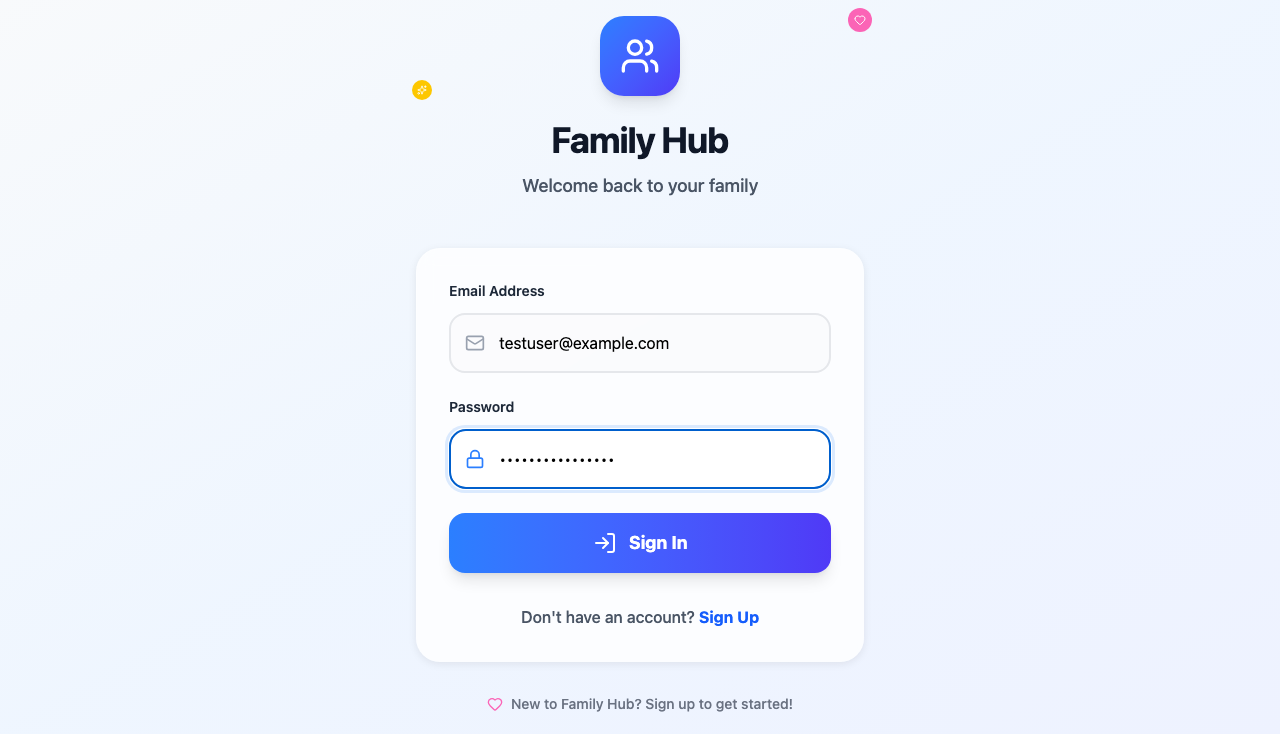 Family Hub
Welcome back to your family
Email Address
testuser@example.com
Password
••••••••••••••••
Sign In
Don't have an account? Sign Up
New to Family Hub? Sign up to get started!